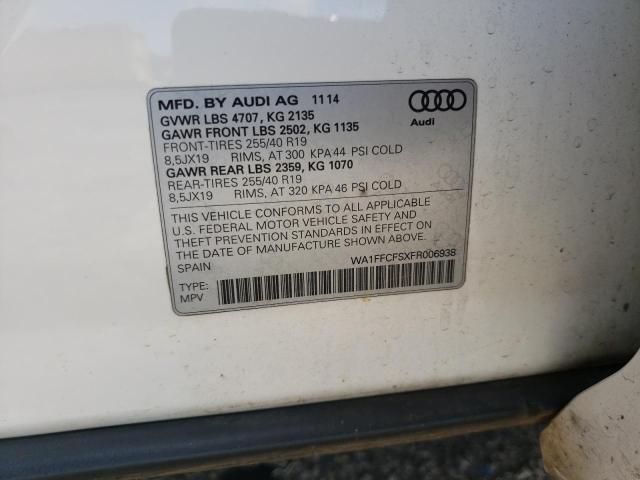 MFD. BY AUDI AG 11 14
GVWR LBS 4707, KG 2135
GAWR FRONT LBS 2502, KG 1135
FRONT-TIRES 255/40 R19
8,5JX19 RIMS, AT 300 KPA 44 PSI COLD
GAWR REAR LBS 2359, KG 1070
REAR-TIRES 255/40 R19
8,5JX19 RIMS, AT 320 KPA 46 PSI COLD
Audi
THIS VEHICLE CONFORMS TO ALL APPLICABLE
U.S. FEDERAL MOTOR VEHICLE SAFETY AND
THEFT PREVENTION STANDARDS IN EFFECT ON
THE DATE OF MANUFACTURE SHOWN ABOVE.
SPAIN
WA1FFCFSXFR006938
TYPE:
MPV